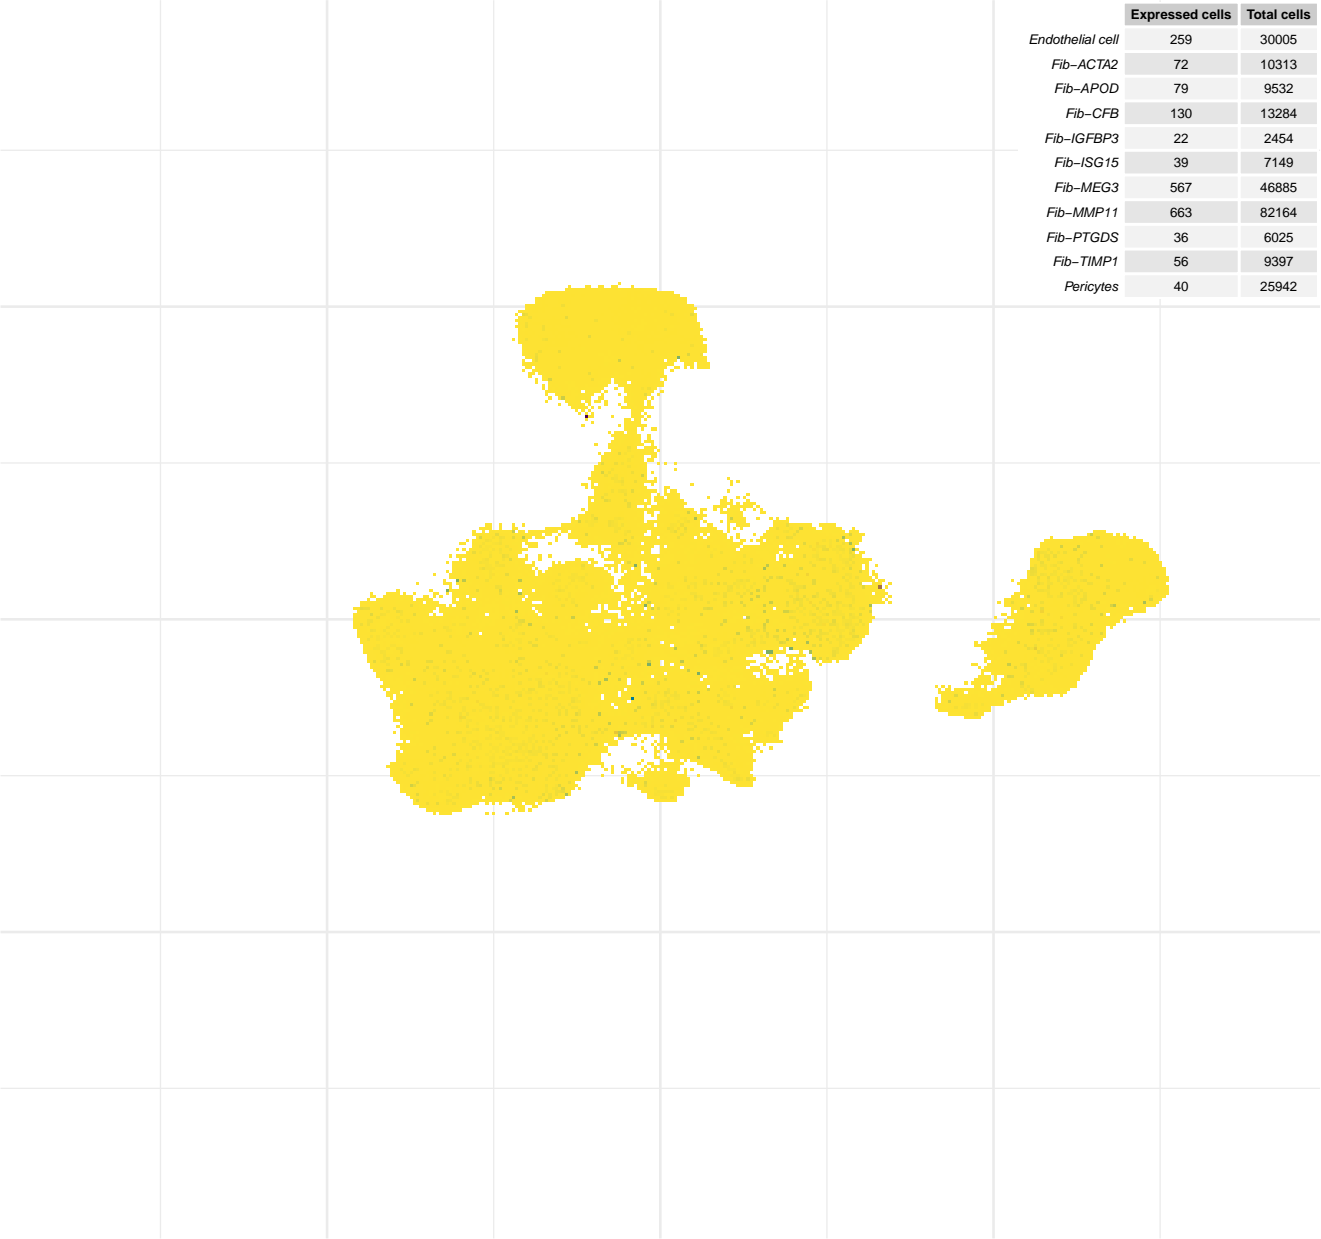 Expressed cells Total cells
Endothelial cell 259 30005
Fib−ACTA2 72 10313
Fib−APOD 79 9532
Fib−CFB 130 13284
Fib−IGFBP3 22 2454
Fib−ISG15 39 7149
Fib−MEG3 567 46885
Fib−MMP11 663 82164
Fib−PTGDS 36 6025
Fib−TIMP1 56 9397
Pericytes 40 25942